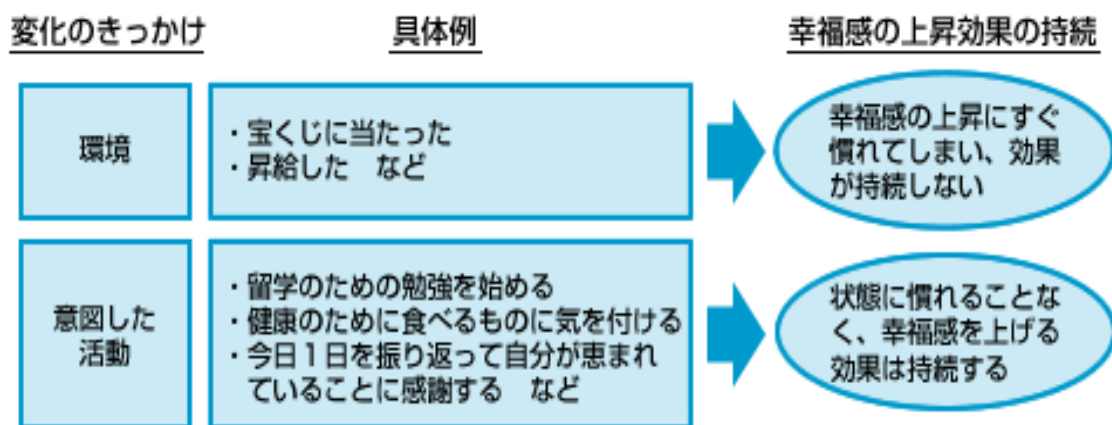 変化のきっかけ
具体例
幸福感の上昇効果の持続
環境
・宝くじに当たった
・昇給した　など
幸福感の上昇にすぐ
慣れてしまい、効果
が持続しない
意図した
活動
・留学のための勉強を始める
・健康のために食べるものに気を付ける
・今日１日を振り返って自分が恵まれ
ていることに感謝する　など
状態に慣れることな
く、幸福感を上げる
効果は持続する